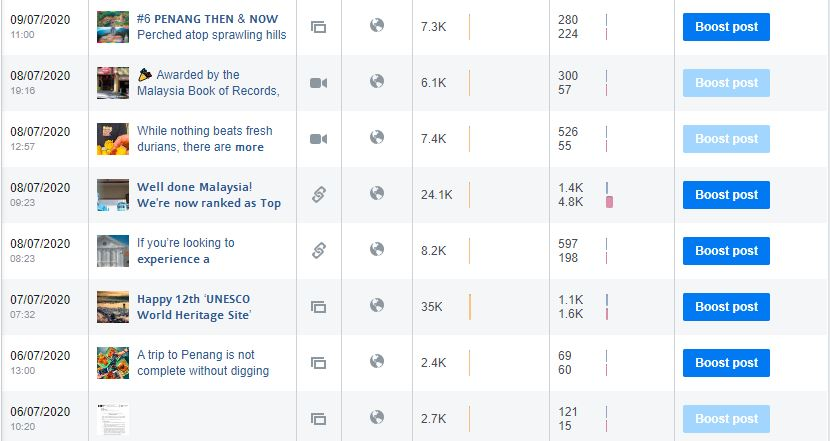 09/07/2020
11:00
#6 PENANG THEN & NOW
Perched atop sprawling hills
7.3K
280
224
Boost post
08/07/2020
19:16
Awarded by the
Malaysia Book of Records,
6.1K
300
57
Boost post
08/07/2020
12:57
While nothing beats fresh
durians, there are more
7.4K
526
55
Boost post
08/07/2020
09:23
Well done Malaysia!
We're now ranked as Top
24.1K
1.4K
4.8K
Boost post
08/07/2020
08:23
If you're looking to
experience a
8.2K
597
198
Boost post
07/07/2020
07:32
Happy 12th ‘UNESCO
World Heritage Site’
35K
1.1K
1.6K
Boost post
06/07/2020
13:00
A trip to Penang is not
complete without digging
2.4K
69
60
Boost post
06/07/2020
10:20
2.7K
121
15
Boost post